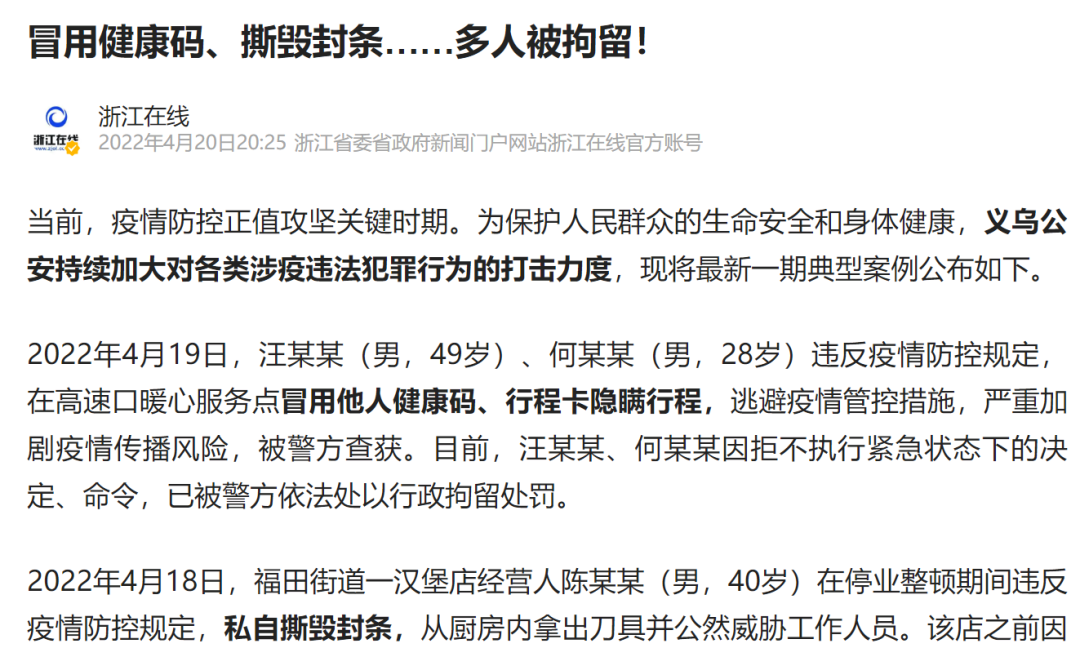 冒用健康码、撕毁封条……多人被拘留！
浙江在线
浙江在线
2022年4月20日20:25 浙江省委省政府新闻门户网站浙江在线官方账号
当前，疫情防控正值攻坚关键时期。为保护人民群众的生命安全和身体健康，义乌公
安持续加大对各类涉疫违法犯罪行为的打击力度，现将最新一期典型案例公布如下。
2022年4月19日，汪某某（男，49岁）、何某某（男，28岁）违反疫情防控规定，
在高速口暖心服务点冒用他人健康码、行程卡隐瞒行程，逃避疫情管控措施，严重加
剧疫情传播风险，被警方查获。目前，汪某某、何某某因拒不执行紧急状态下的决
定、命令，已被警方依法处以行政拘留处罚。
2022年4月18日，福田街道一汉堡店经营人陈某某（男，40岁）在停业整顿期间违反
疫情防控规定，私自撕毁封条，从厨房内拿出刀具并公然威胁工作人员。该店之前因